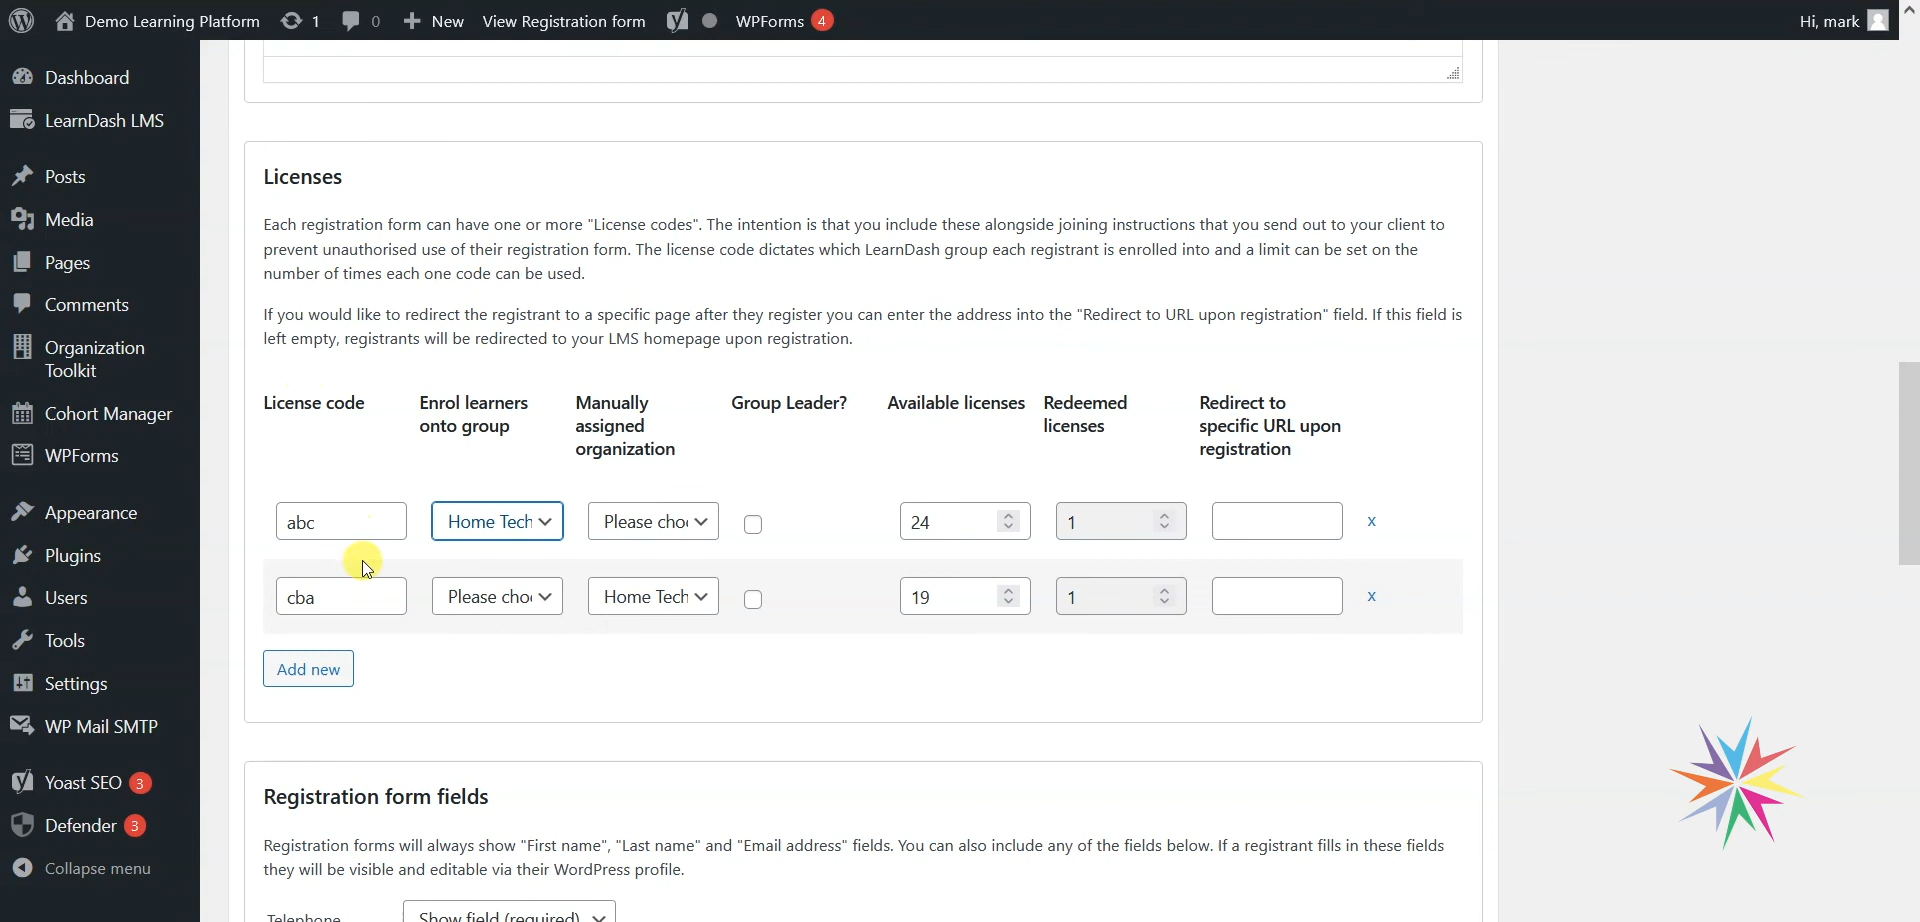 Demo Learning Platform 1 0 New View Registration form WPForms 4 Hi, mark
Dashboard
LearnDash LMS
Posts
Media
Pages
Comments
Organization
Toolkit
Cohort Manager
WPForms
Appearance
Plugins
Users
Tools
Settings
WP Mail SMTP
Yoast SEO 3
Defender 3
Collapse menu
Licenses
Each registration form can have one or more "License codes". The intention is that you include these alongside joining instructions that you send out to your client to
prevent unauthorised use of their registration form. The license code dictates which LearnDash group each registrant is enrolled into and a limit can be set on the
number of times each one code can be used.
If you would like to redirect the registrant to a specific page after they register you can enter the address into the "Redirect to URL upon registration" field. If this field is
left empty, registrants will be redirected to your LMS homepage upon registration.
License code Enrol learners Manually Group Leader? Available licenses Redeemed Redirect to
onto group assigned licenses specific URL upon
organization registration
abc Home Tech Please choo 24 1 x
cba Please choo Home Tech 19 1 x
Add new
Registration form fields
Registration forms will always show "First name", "Last name" and "Email address" fields. You can also include any of the fields below. If a registrant fills in these fields
they will be visible and editable via their WordPress profile.
Telephone Show field (required)